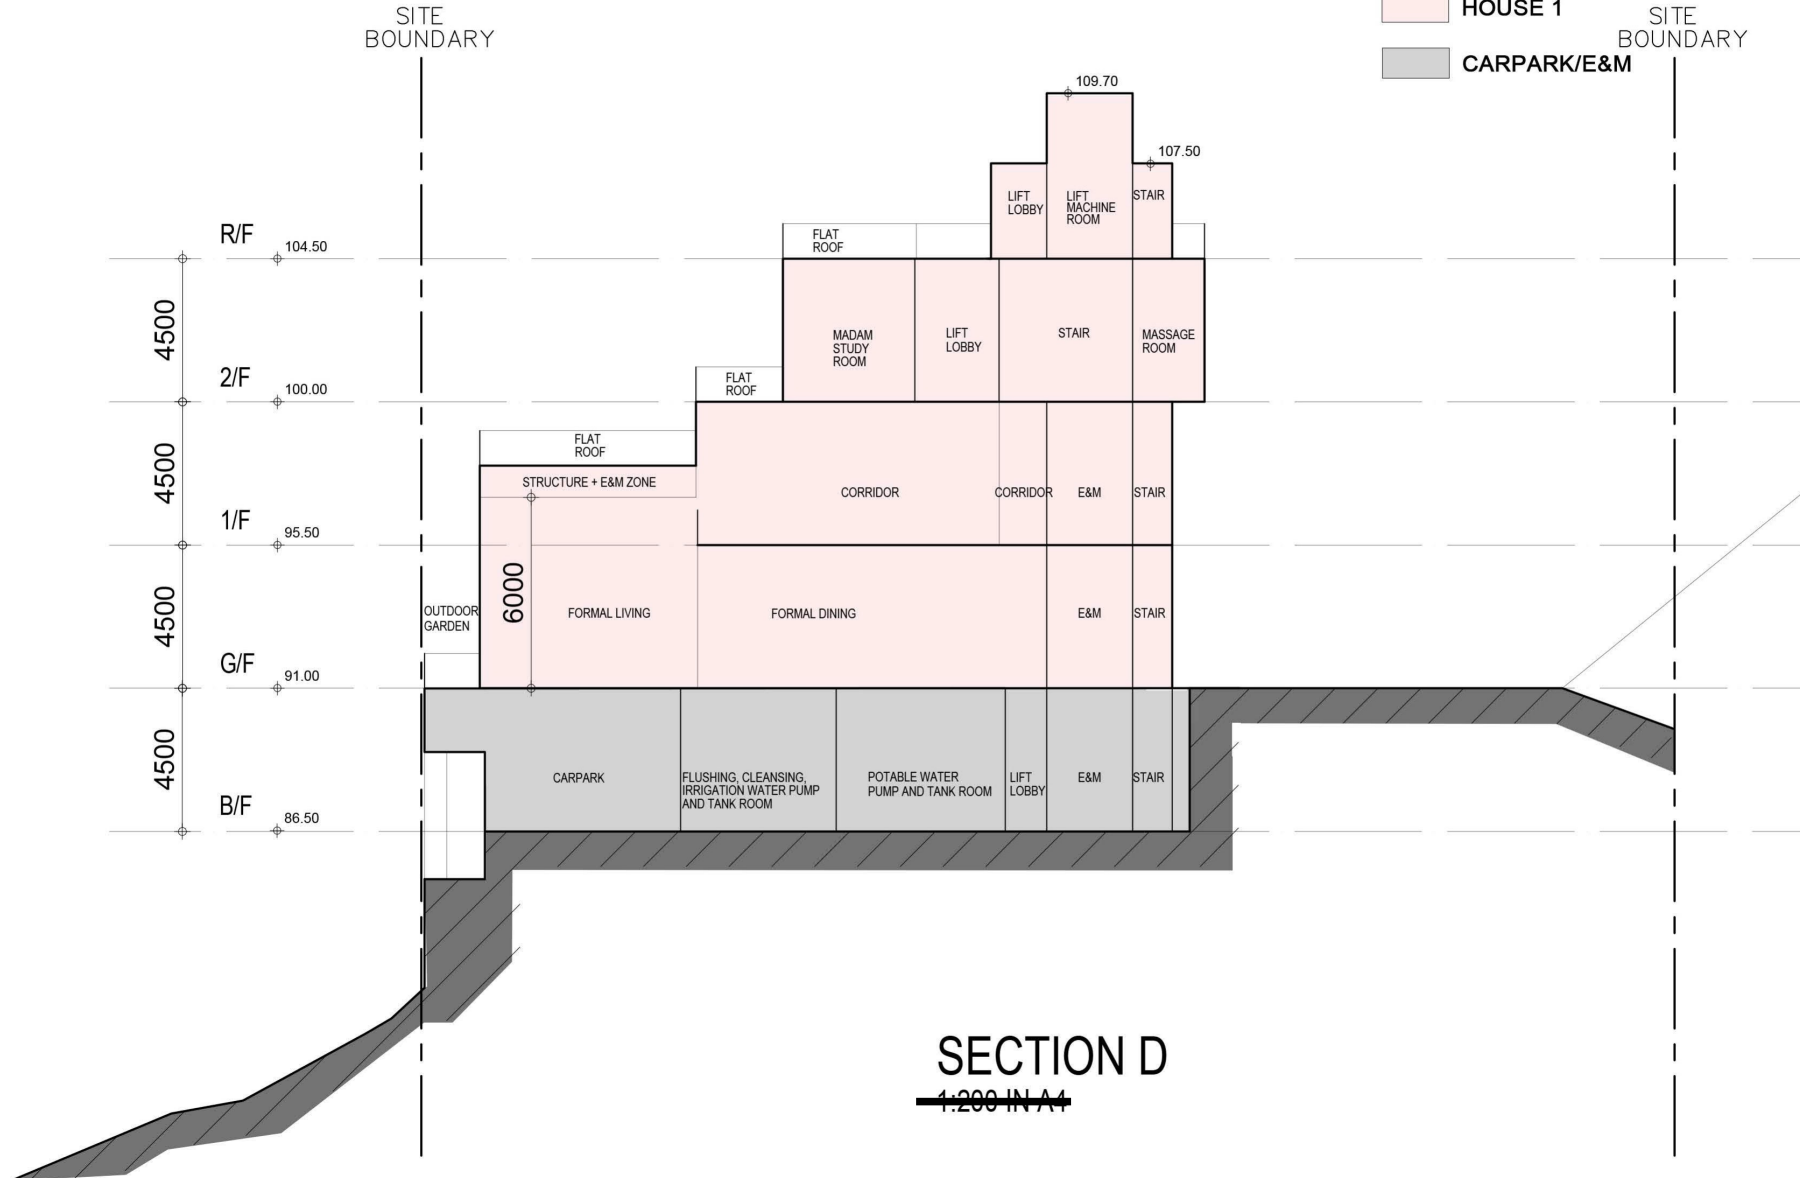 SITE
BOUNDARY
HOUSE 1
SITE
BOUNDARY
CARPARK/E&M
109.70
107.50
LIFT
LOBBY
LIFT
MACHINE
ROOM
STAIR
R/F
104.50
FLAT
ROOF
4500
MADAM
STUDY
ROOM
LIFT
LOBBY
STAIR
MASSAGE
ROOM
2/F
100.00
FLAT
ROOF
4500
FLAT
ROOF
STRUCTURE + E&M ZONE
CORRIDOR
CORRIDOR
E&M
STAIR
1/F
95.50
4500
6000
OUTDOOR
GARDEN
FORMAL LIVING
FORMAL DINING
E&M
STAIR
G/F
91.00
4500
CARPARK
FLUSHING, CLEANSING,
IRRIGATION WATER PUMP
AND TANK ROOM
POTABLE WATER
PUMP AND TANK ROOM
LIFT
LOBBY
E&M
STAIR
B/F
86.50
SECTION D
1:200 IN A4